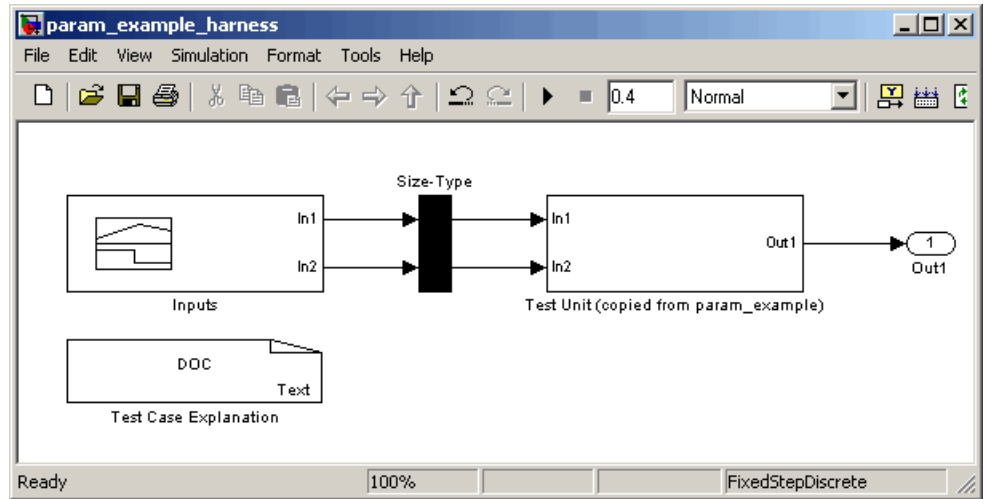 param_example_harness
File Edit View Simulation Format Tools Help
0.4 Normal
Size-Type
In1 In1
Out1 1
In2 In2 Out1
Inputs Test Unit (copied from param_example)
DOC
Text
Test Case Explanation
Ready 100% FixedStepDiscrete